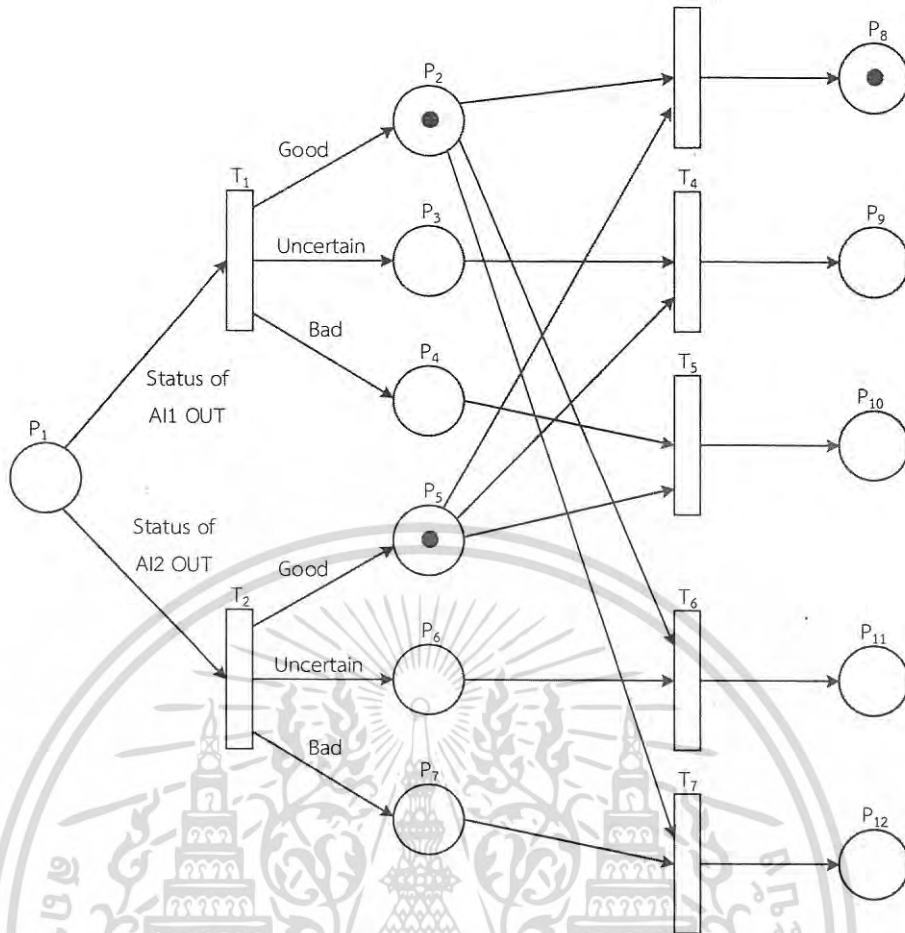 P8
P2
Good
T1
T4
P3
P9
Uncertain
Bad
P4
T5
P10
Status of
AI1 OUT
P1
P5
Status of
AI2 OUT
Good
T2
T6
P6
P11
Uncertain
Bad
P7
T7
P12